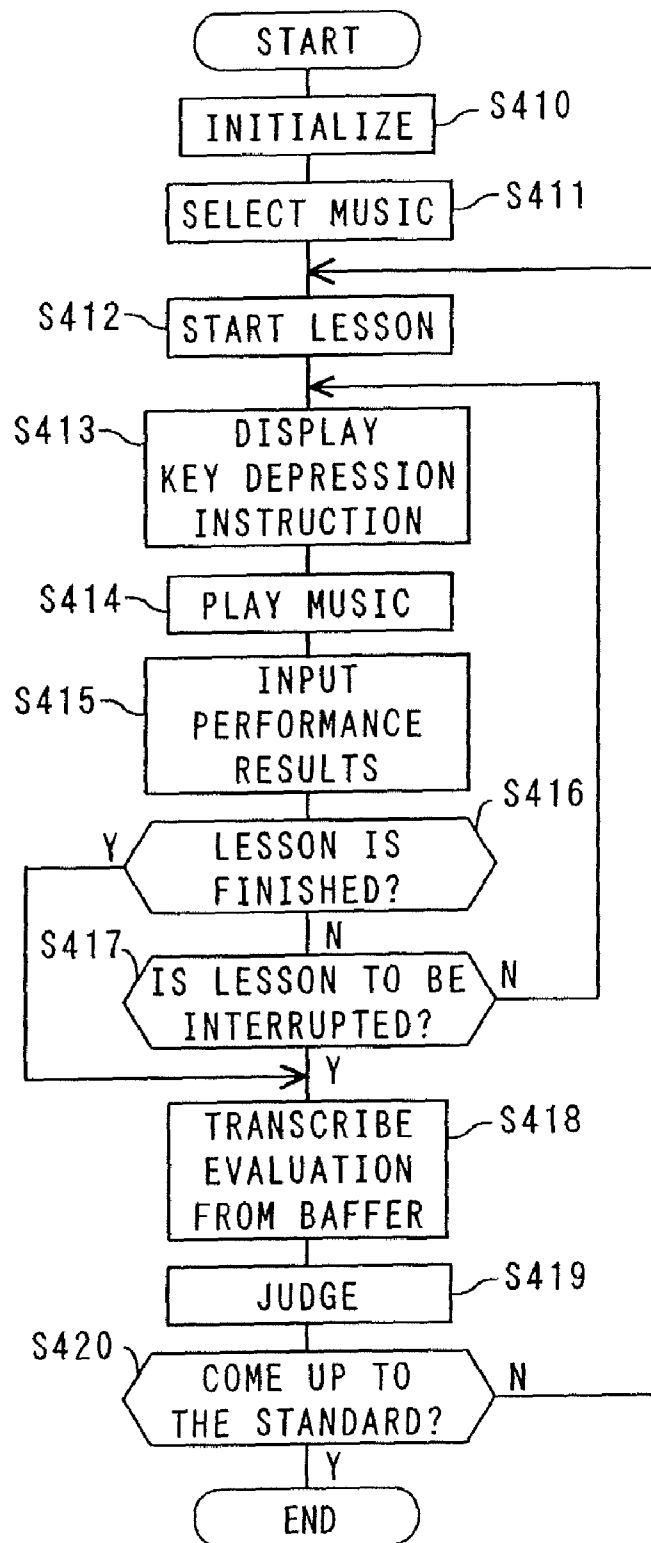 START
INITIALIZE
S410
SELECT MUSIC
S411
S412
START LESSON
S413
DISPLAY
KEY DEPRESSION
INSTRUCTION
S414
PLAY MUSIC
S415
INPUT
PERFORMANCE
RESULTS
S416
Y
LESSON IS
FINISHED?
N
S417
IS LESSON TO BE
INTERRUPTED?
N
Y
TRANSCRIBE
EVALUATION
FROM BAFFER
S418
JUDGE
S419
S420
COME UP TO
THE STANDARD?
N
Y
END